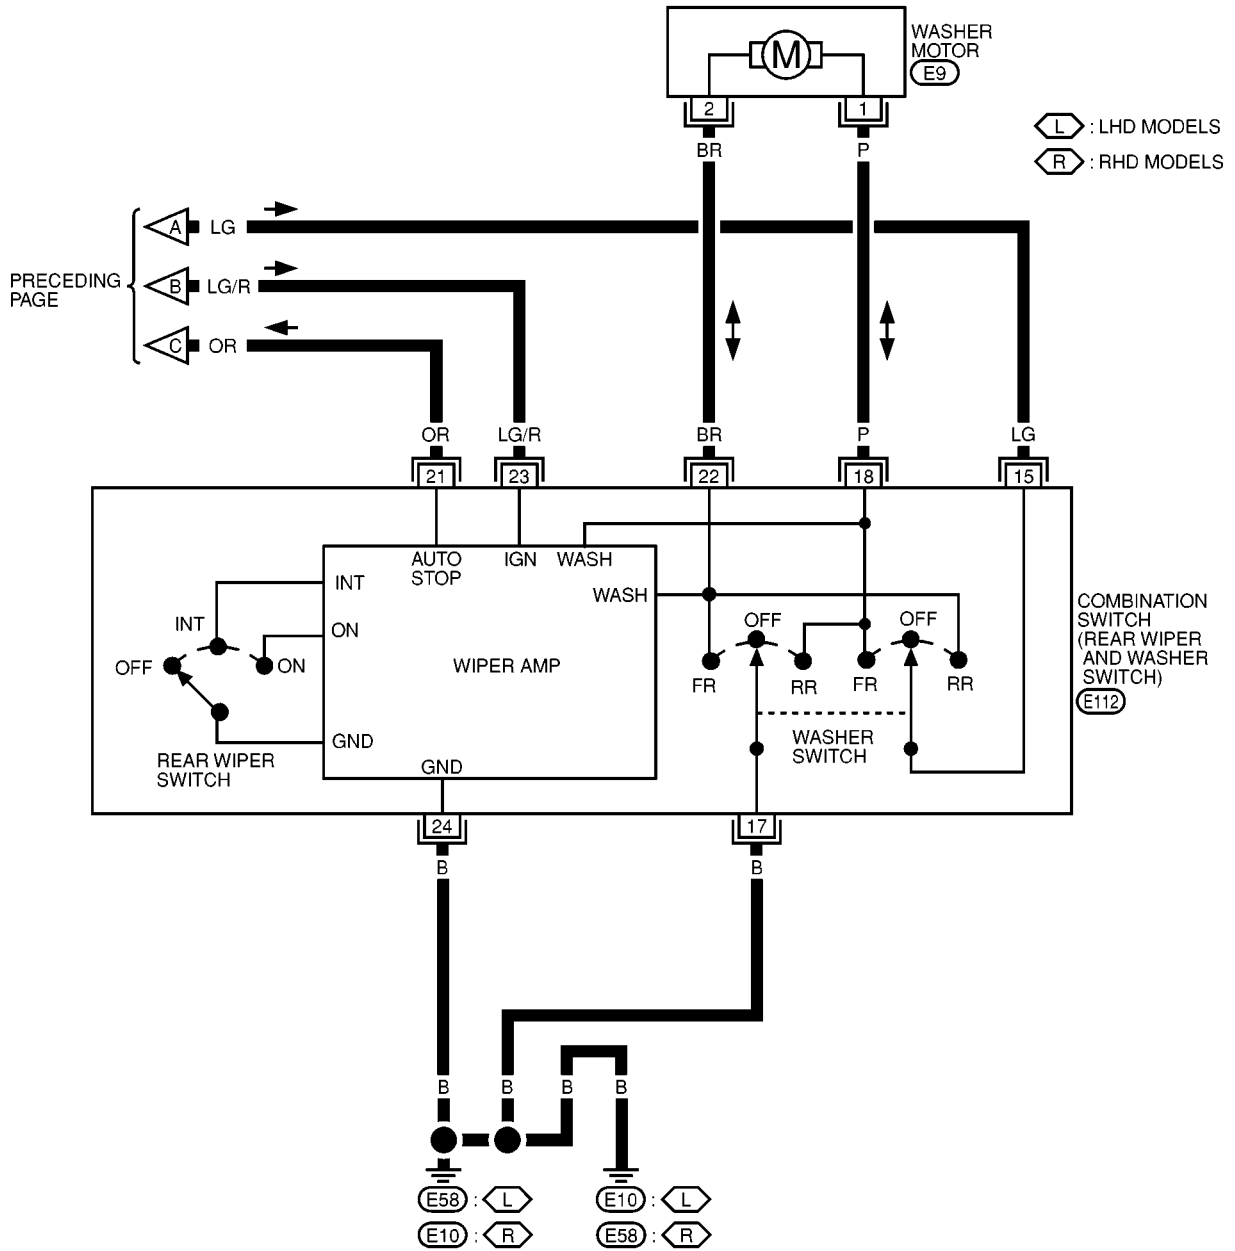 M
WASHER
MOTOR
E9
2
1
BR
P
L : LHD MODELS
R : RHD MODELS
A LG
PRECEDING
PAGE
B LG/R
C OR
OR
LG/R
BR
P
LG
21
23
22
18
15
AUTO
STOP
IGN
WASH
INT
WASH
ON
WIPER AMP
GND
GND
INT
OFF
ON
REAR WIPER
SWITCH
OFF
OFF
FR
RR
FR
RR
WASHER
SWITCH
COMBINATION
SWITCH
(REAR WIPER
AND WASHER
SWITCH)
E112
24
17
B
B
B
B
B
B
E58 : L
E10 : L
E10 : R
E58 : R